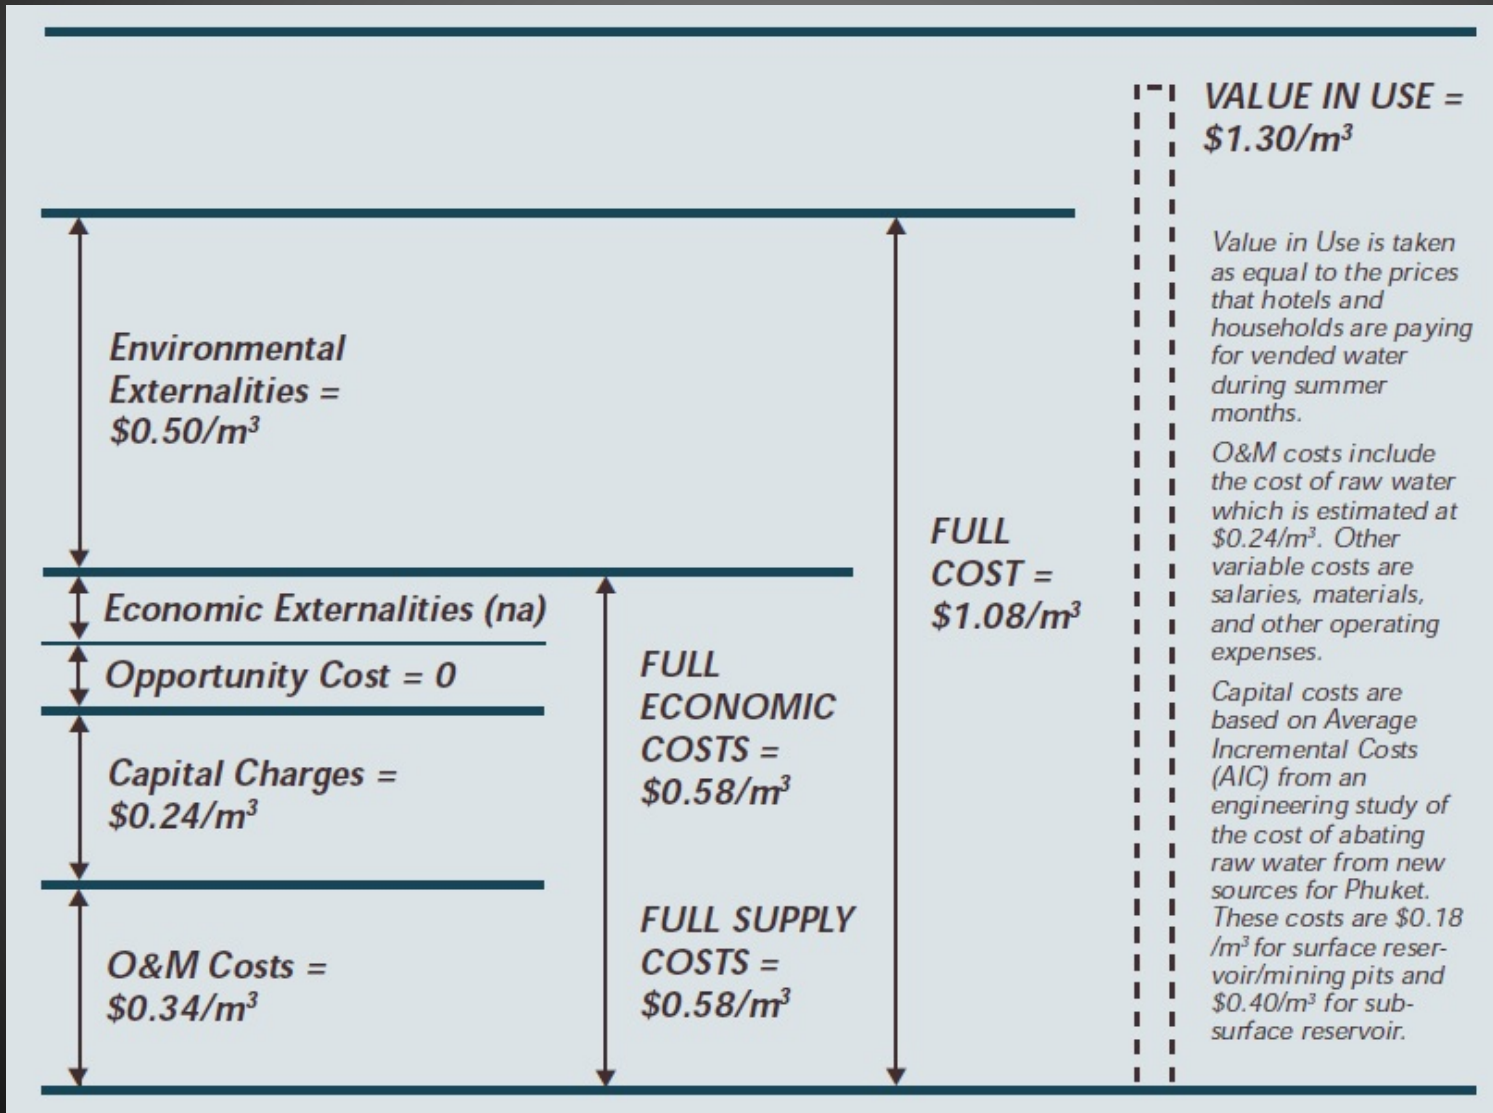 VALUE IN USE =
$1.30/m³
Environmental
Externalities =
$0.50/m³
Economic Externalities (na)
Opportunity Cost = 0
Capital Charges =
$0.24/m³
O&M Costs =
$0.34/m³
FULL
ECONOMIC
COSTS =
$0.58/m³
FULL SUPPLY
COSTS =
$0.58/m³
FULL
COST =
$1.08/m³
Value in Use is taken
as equal to the prices
that hotels and
households are paying
for vended water
during summer
months.
O&M costs include
the cost of raw water
which is estimated at
$0.24/m³. Other
variable costs are
salaries, materials,
and other operating
expenses.
Capital costs are
based on Average
Incremental Costs
(AIC) from an
engineering study of
the cost of abating
raw water from new
sources for Phuket.
These costs are $0.18
/m³ for surface reser-
voir/mining pits and
$0.40/m³ for sub-
surface reservoir.